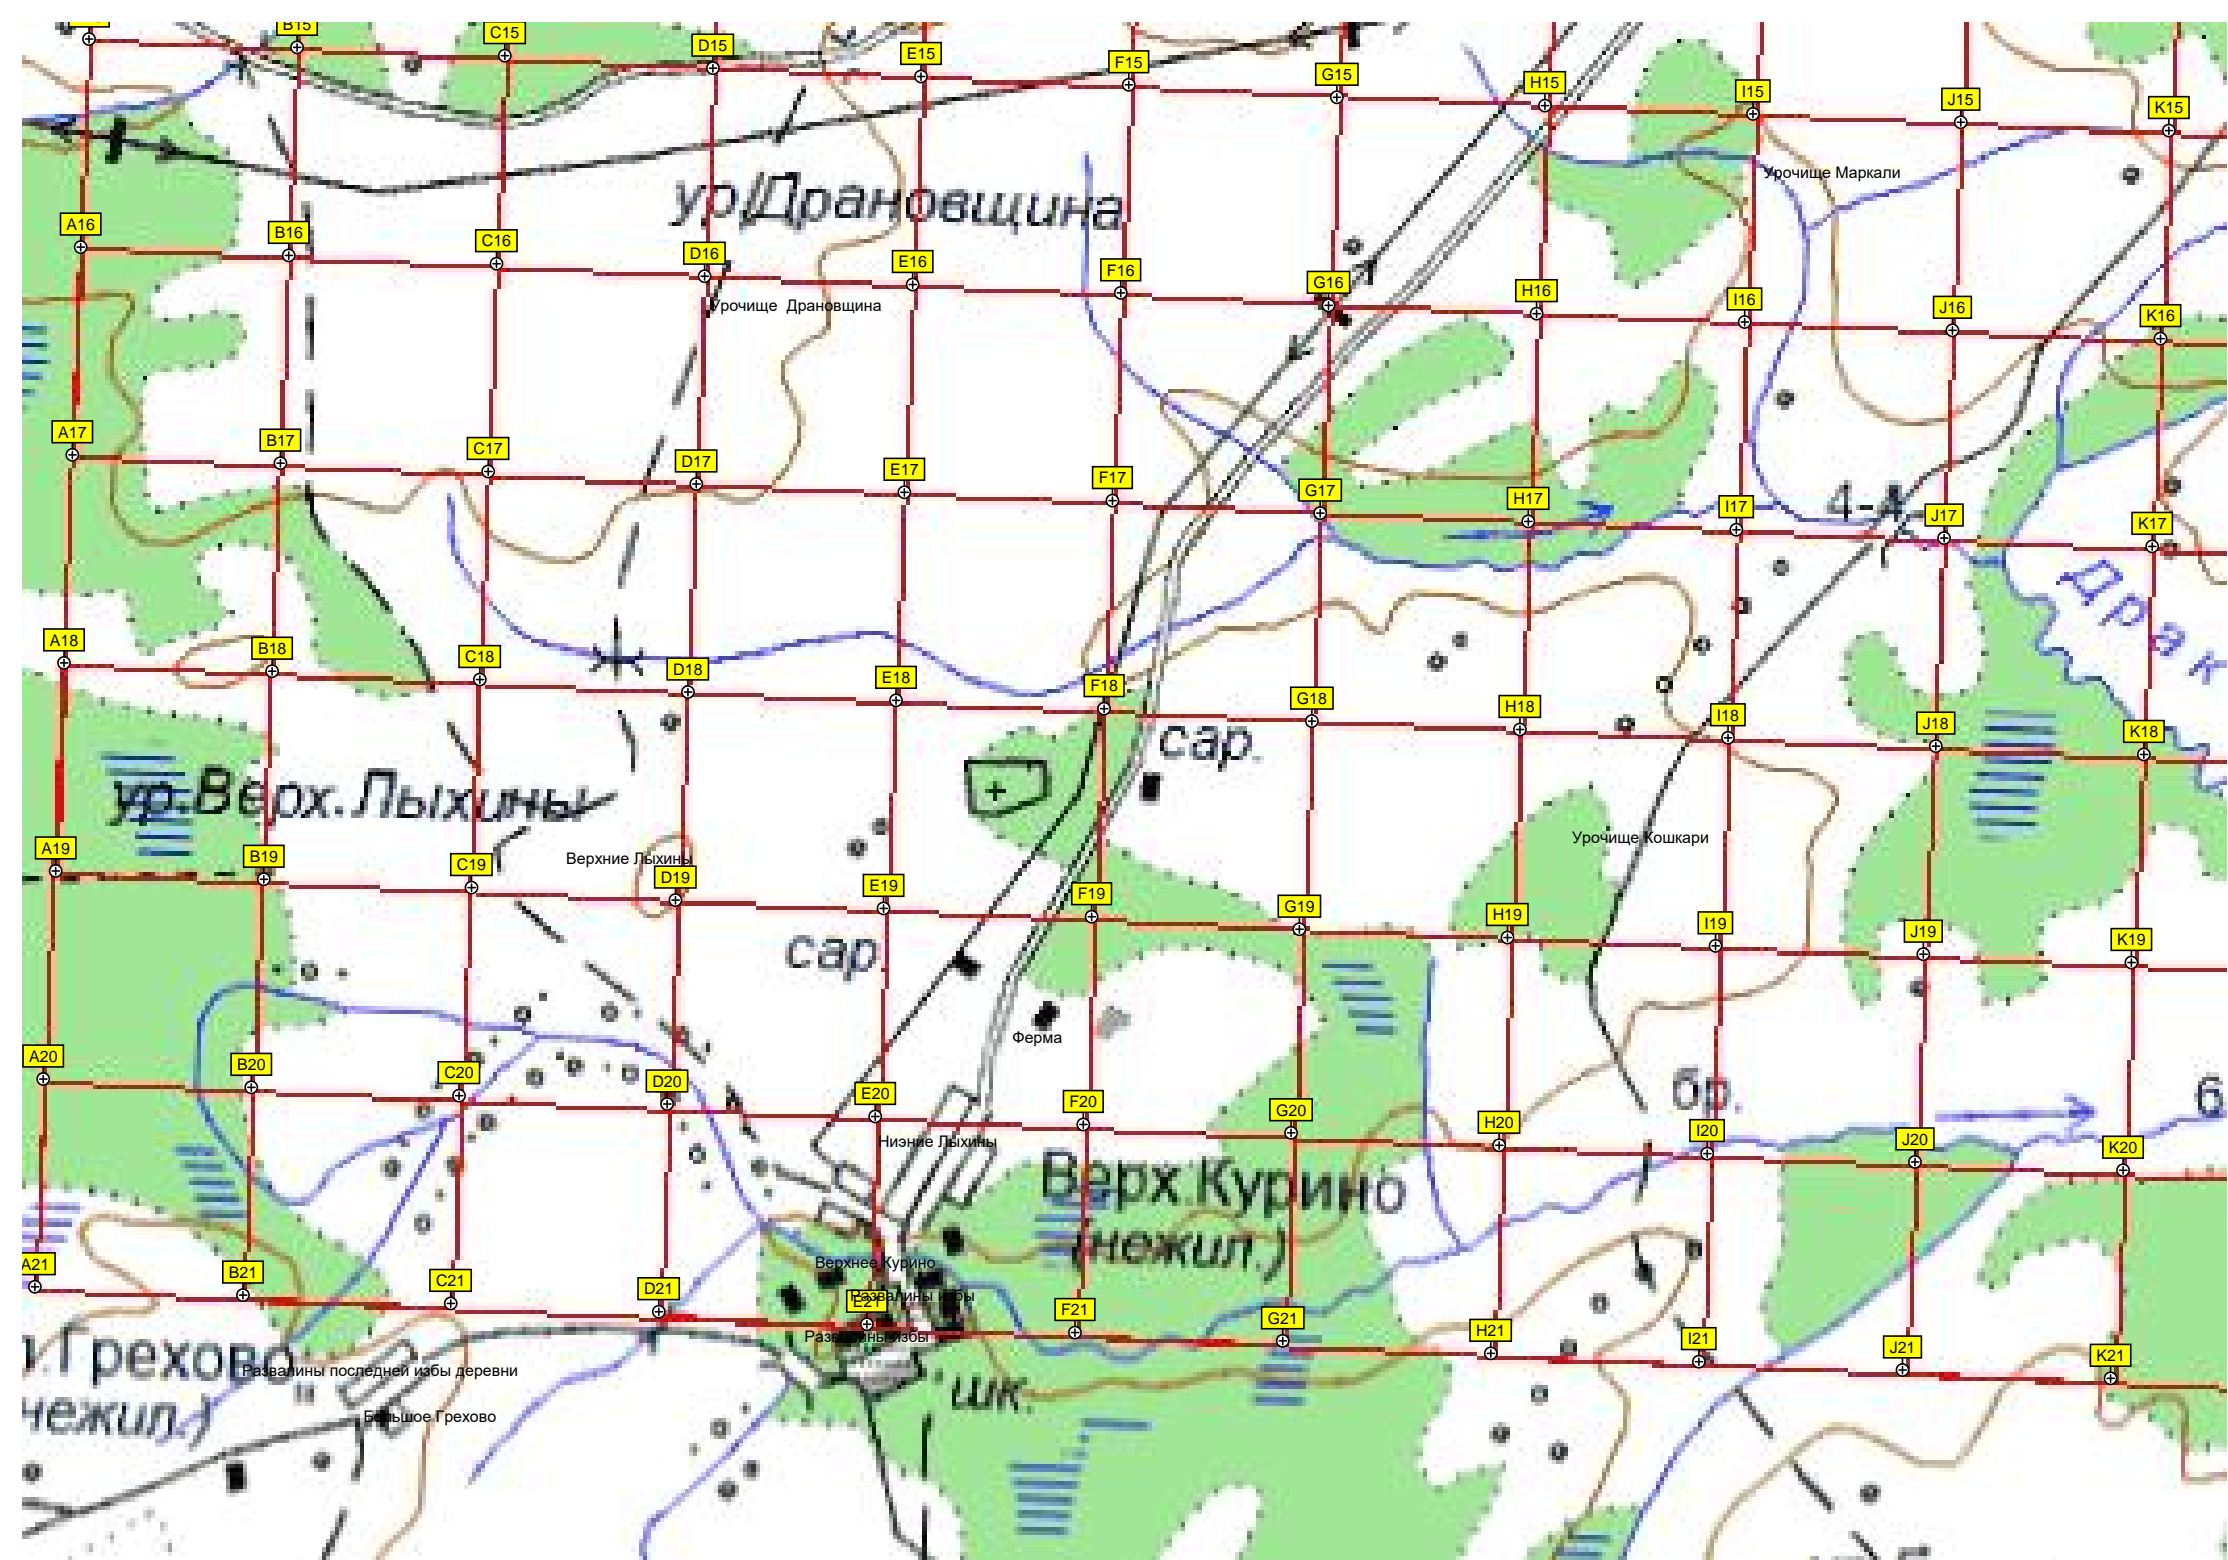 B15
C15
D15
E15
F15
G15
H15
I15
J15
K15
Урочище Маркали
ур.Драновщина
A16
B16
C16
D16
E16
F16
G16
H16
I16
J16
K16
Урочище Драновщина
A17
B17
C17
D17
E17
F17
G17
H17
I17
J17
K17
Драк
A18
B18
C18
D18
E18
F18
G18
H18
I18
J18
K18
сар.
ур.Верх.Лыхины
Урочище Кошкари
Верхние Лыхины
A19
B19
C19
D19
E19
F19
G19
H19
I19
J19
K19
сар
Ферма
A20
B20
C20
D20
E20
F20
G20
H20
I20
J20
K20
бр.
Низние Лыхины
Верх.Курино
(нежил.)
Верхнее Курино
A21
B21
C21
D21
E21
F21
G21
H21
I21
J21
K21
Развалины избы
Развалины избы
.Грехово
Развалины последней избы деревни
нежил.)
Большое Грехово
шк.